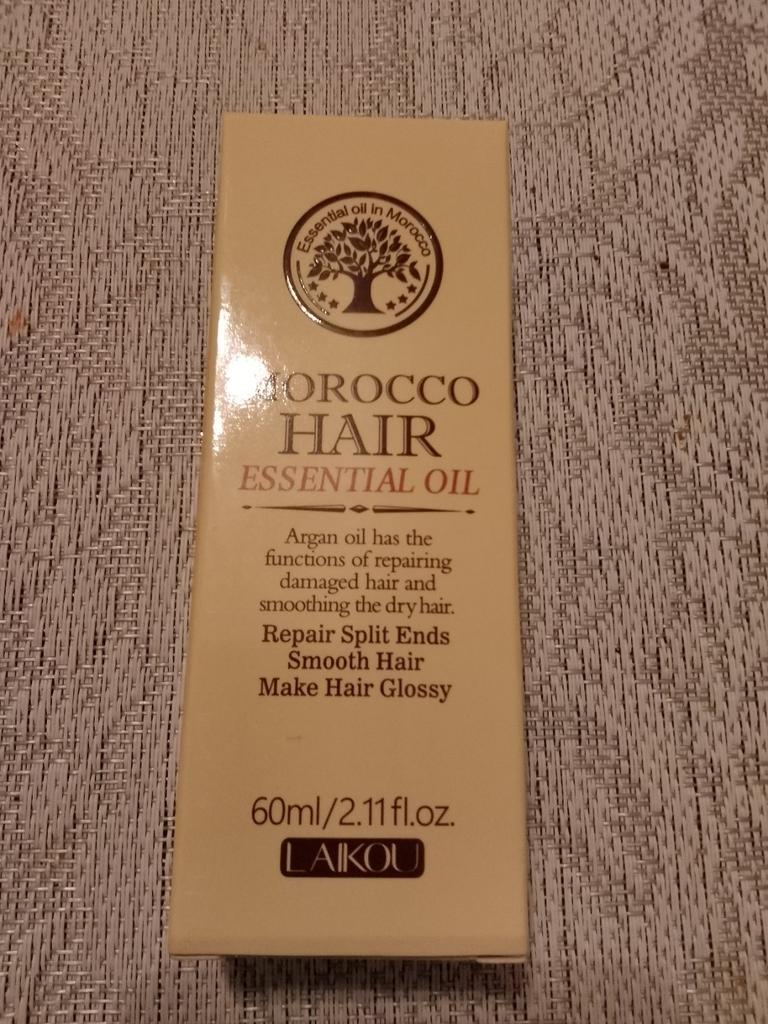 Essential oil in Morocco
MOROCCO
HAIR
ESSENTIAL OIL
Argan oil has the
functions of repairing
damaged hair and
smoothing the dry hair.
Repair Split Ends
Smooth Hair
Make Hair Glossy
60ml/2.11fl.oz.
LAIKOU